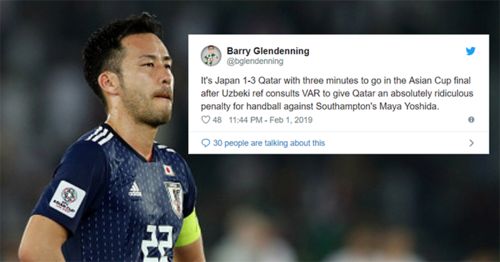 Barry Glendenning
@bglendenning
It's Japan 1-3 Qatar with three minutes to go in the Asian Cup final
after Uzbeki ref consults VAR to give Qatar an absolutely ridiculous
penalty for handball against Southampton's Maya Yoshida.
48 11:44 PM - Feb 1, 2019
30 people are talking about this
22